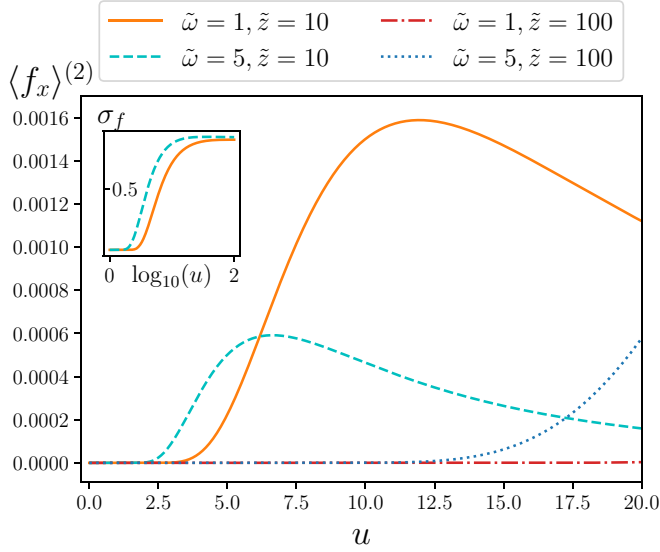 ω̃ = 1, z̃ = 10 ω̃ = 1, z̃ = 100
ω̃ = 5, z̃ = 10 ω̃ = 5, z̃ = 100
⟨f_x⟩^(2)
0.0016
0.0014
0.0012
0.0010
0.0008
0.0006
0.0004
0.0002
0.0000
σ_f
0.5
0 log₁₀(u) 2
0.0 2.5 5.0 7.5 10.0 12.5 15.0 17.5 20.0
u